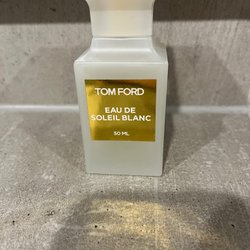 TOM FORD
EAU DE
SOLEIL BLANC
50 ML